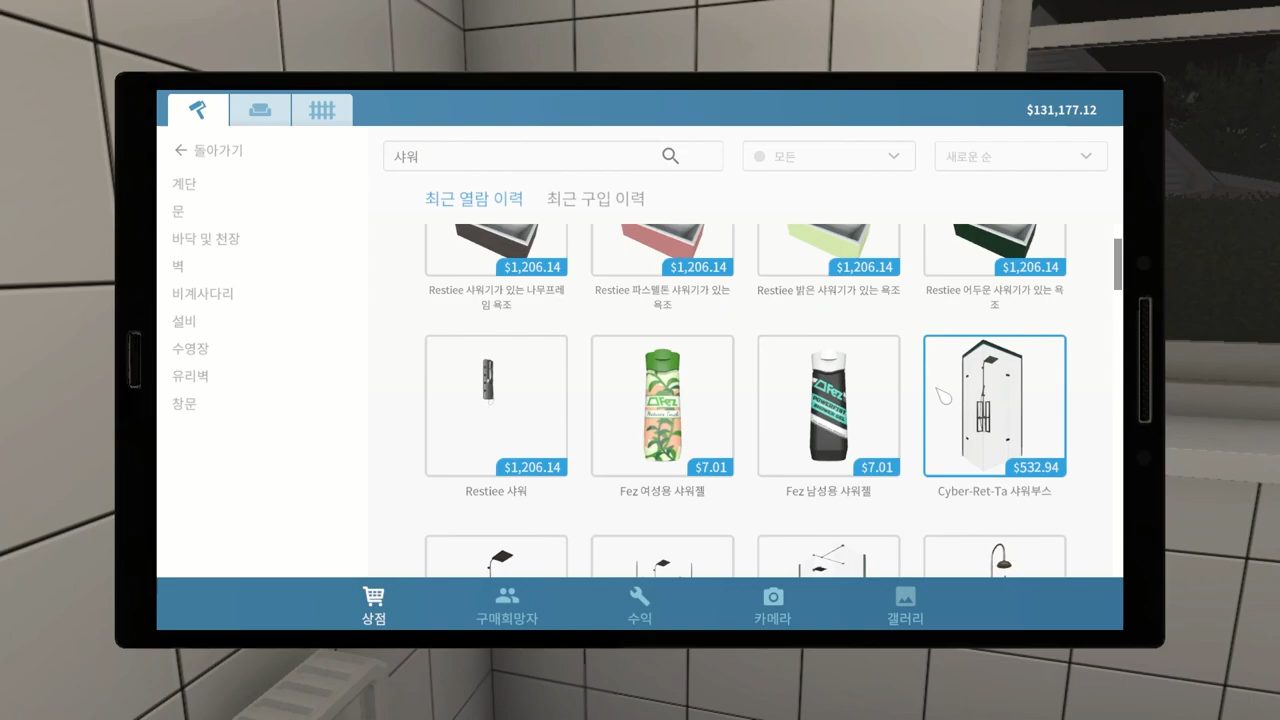 $131,177.12
돌아가기
샤워
모든
새로운 순
계단
문
바닥 및 천장
벽
비계사다리
설비
수영장
유리벽
창문
최근 열람 이력
최근 구입 이력
$1,206.14
$1,206.14
$1,206.14
$1,206.14
Restiee 샤워기가 있는 나무프레
임 욕조
Restiee 파스텔톤 샤워기가 있는
욕조
Restiee 밝은 샤워기가 있는 욕조
Restiee 어두운 샤워기가 있는 욕
조
Fez
Fez
$1,206.14
$7.01
$7.01
$532.94
Restiee 샤워
Fez 여성용 샤워젤
Fez 남성용 샤워젤
Cyber-Ret-Ta 샤워부스
상점
구매희망자
수익
카메라
갤러리